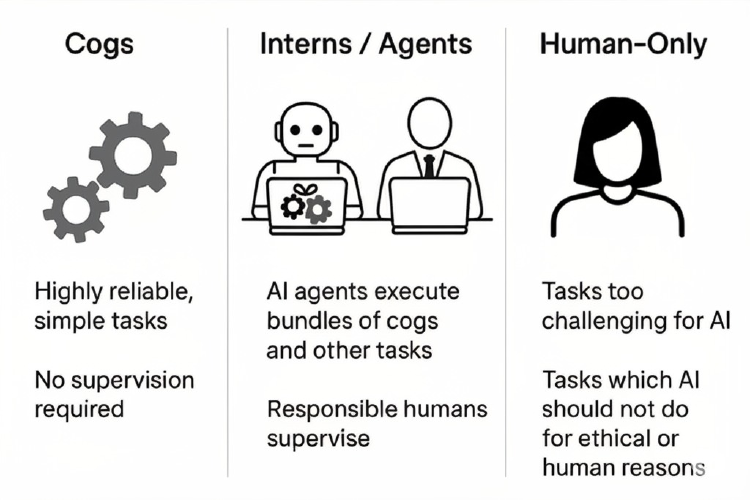 Cogs
Interns / Agents
Human-Only
Highly reliable,
simple tasks
No supervision
required
AI agents execute
bundles of cogs
and other tasks
Responsible humans
supervise
Tasks too
challenging for AI
Tasks which AI
should not do
for ethical or
human reasons